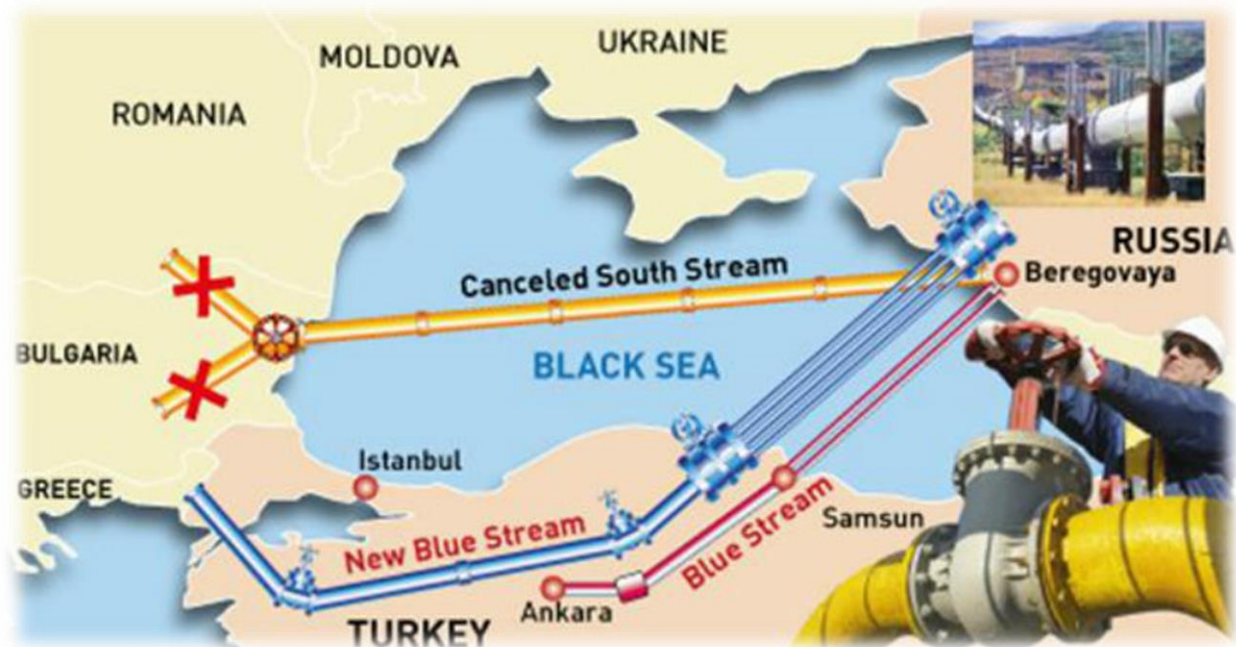 MOLDOVA
UKRAINE
ROMANIA
RUSSIA
Canceled South Stream
Beregovaya
BULGARIA
BLACK SEA
Istanbul
GREECE
New Blue Stream
Blue Stream
Samsun
Ankara
TURKEY